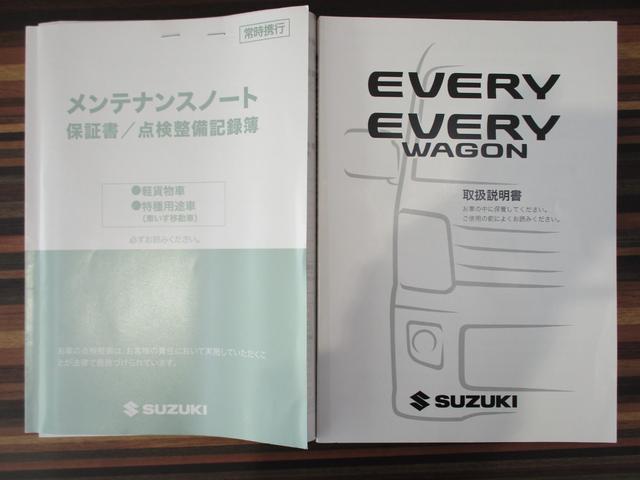 常時携行
メンテナンスノート
保証書／点検整備記録簿
●軽貨物車
●特種用途車
(車いす移動車)
必ずお読みください。
お車の点検整備は、お客様の責任において実施していただくこ
とが法律で義務づけられています。
SUZUKI
EVERY
EVERY
WAGON
取扱説明書
お車の中に保管してください。
ご使用の前によくお読みください。
SUZUKI